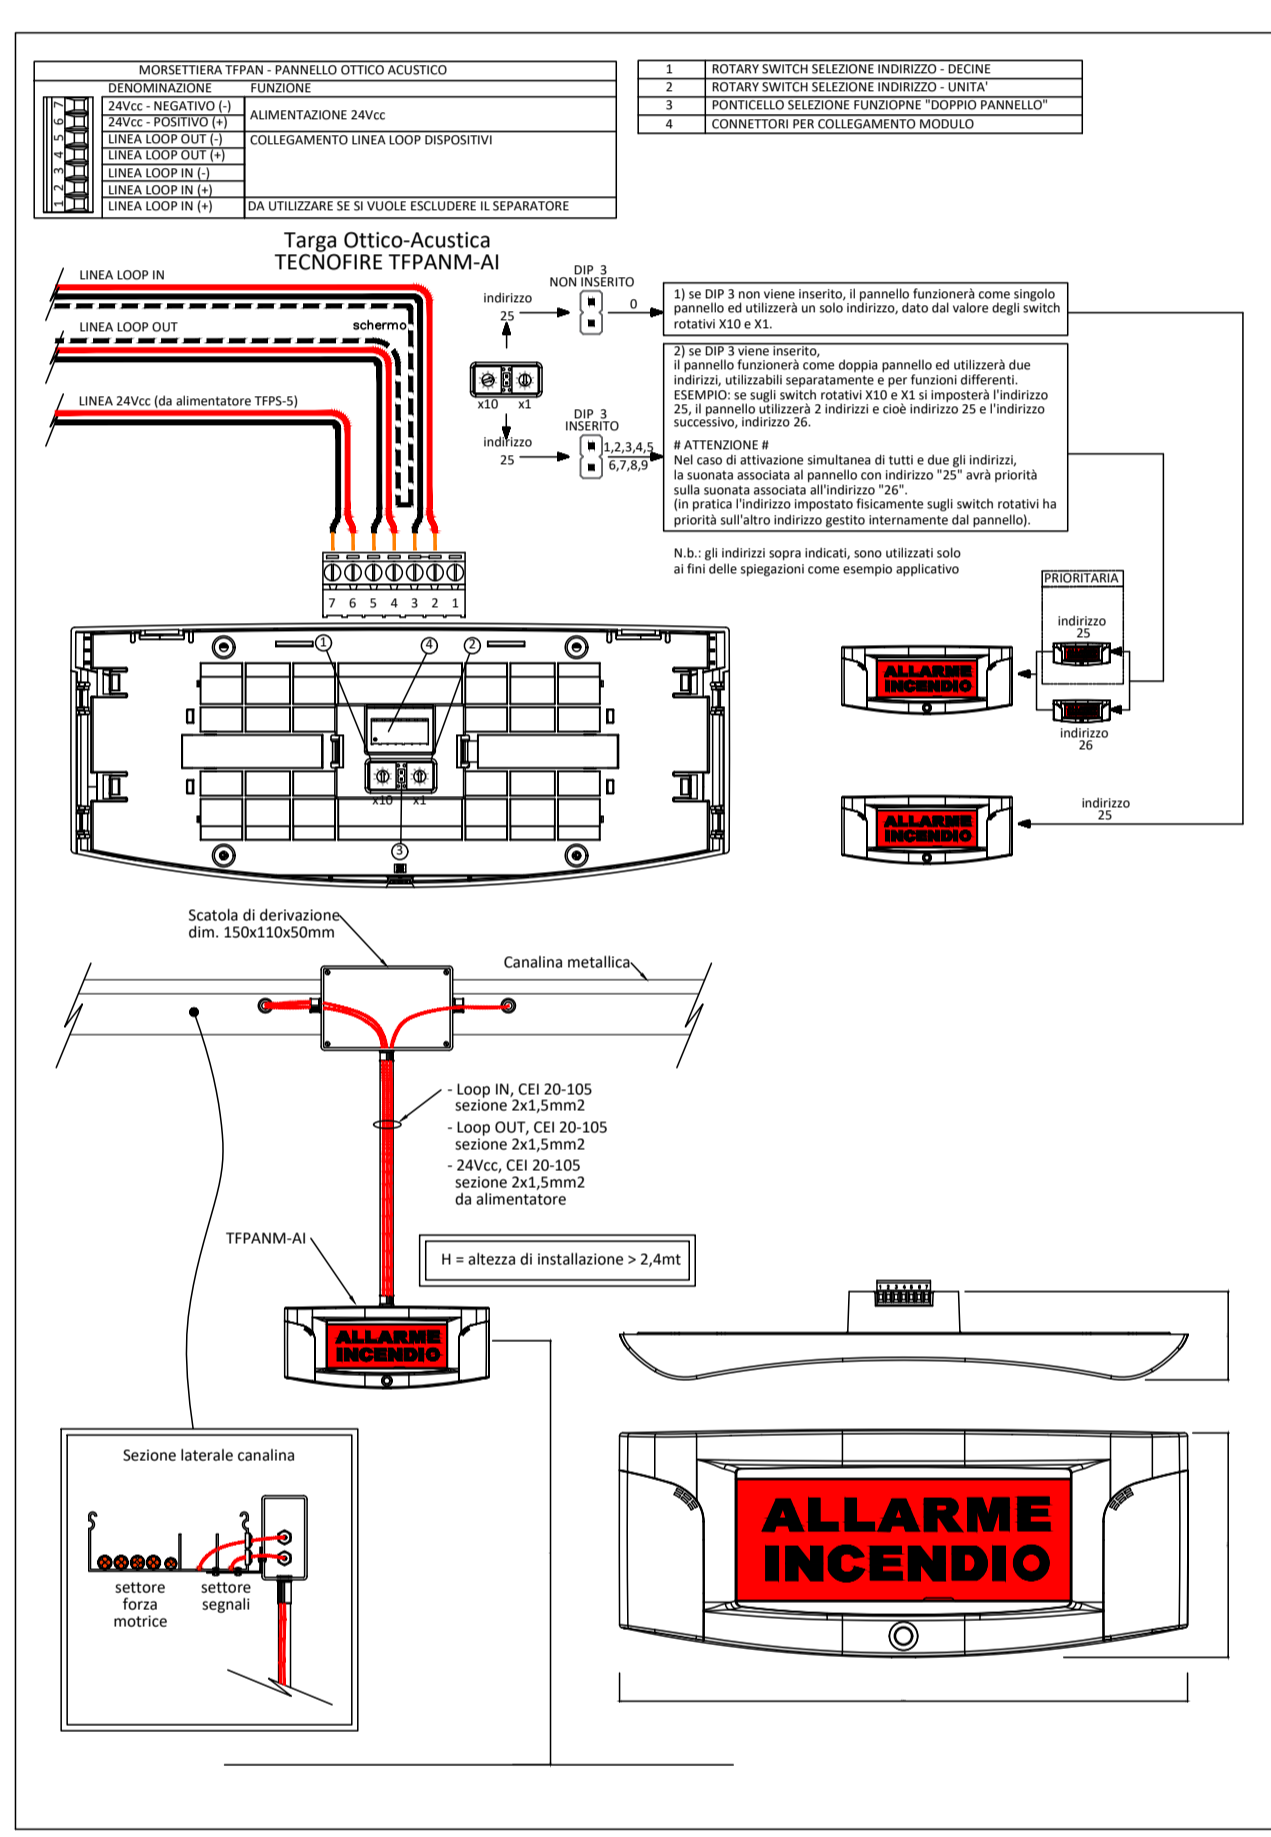 MORSETTIERA TFPAN - PANNELLO OTTICO ACUSTICO
DENOMINAZIONE FUNZIONE
7 24Vcc - NEGATIVO (-) ALIMENTAZIONE 24Vcc
6 24Vcc - POSITIVO (+)
5 LINEA LOOP OUT (-) COLLEGAMENTO LINEA LOOP DISPOSITIVI
4 LINEA LOOP OUT (+)
3 LINEA LOOP IN (-)
2 LINEA LOOP IN (+)
1 LINEA LOOP IN (+) DA UTILIZZARE SE SI VUOLE ESCLUDERE IL SEPARATORE
1 ROTARY SWITCH SELEZIONE INDIRIZZO - DECINE
2 ROTARY SWITCH SELEZIONE INDIRIZZO - UNITA'
3 PONTICELLO SELEZIONE FUNZIOPNE "DOPPIO PANNELLO"
4 CONNETTORI PER COLLEGAMENTO MODULO
Targa Ottico-Acustica
TECNOFIRE TFPANM-AI
LINEA LOOP IN
LINEA LOOP OUT
schermo
LINEA 24Vcc (da alimentatore TFPS-5)
indirizzo
25
DIP 3
NON INSERITO
0
x10 x1
indirizzo
25
DIP 3
INSERITO
1,2,3,4,5
6,7,8,9
1) se DIP 3 non viene inserito, il pannello funzionerà come singolo
pannello ed utilizzerà un solo indirizzo, dato dal valore degli switch
rotativi X10 e X1.
2) se DIP 3 viene inserito,
il pannello funzionerà come doppia pannello ed utilizzerà due
indirizzi, utilizzabili separatamente e per funzioni differenti.
ESEMPIO: se sugli switch rotativi X10 e X1 si imposterà l'indirizzo
25, il pannello utilizzerà 2 indirizzi e cioè indirizzo 25 e l'indirizzo
successivo, indirizzo 26.
# ATTENZIONE #
Nel caso di attivazione simultanea di tutti e due gli indirizzi,
la suonata associata al pannello con indirizzo "25" avrà priorità
sulla suonata associata all'indirizzo "26".
(in pratica l'indirizzo impostato fisicamente sugli switch rotativi ha
priorità sull'altro indirizzo gestito internamente dal pannello).
N.b.: gli indirizzi sopra indicati, sono utilizzati solo
ai fini delle spiegazioni come esempio applicativo
7 6 5 4 3 2 1
1 4 2
x10 x1
3
PRIORITARIA
indirizzo
25
ALLARME
INCENDIO
indirizzo
26
ALLARME
INCENDIO
indirizzo
25
Scatola di derivazione
dim. 150x110x50mm
Canalina metallica
- Loop IN, CEI 20-105
sezione 2x1,5mm2
- Loop OUT, CEI 20-105
sezione 2x1,5mm2
- 24Vcc, CEI 20-105
sezione 2x1,5mm2
da alimentatore
TFPANM-AI
H = altezza di installazione > 2,4mt
ALLARME
INCENDIO
1 2 3 4 5 6 7
Sezione laterale canalina
settore
forza
motrice
settore
segnali
ALLARME
INCENDIO